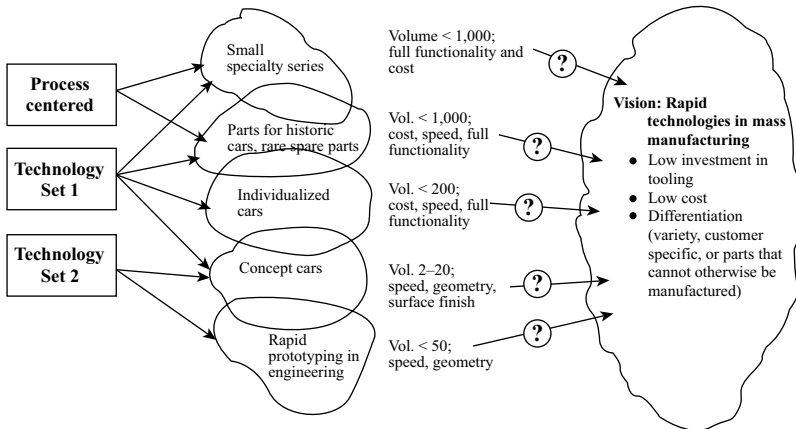 Process
centered
Technology
Set 1
Technology
Set 2
Small
specialty series
Parts for historic
cars, rare spare parts
Individualized
cars
Concept cars
Rapid
prototyping in
engineering
Volume < 1,000;
full functionality and
cost
Vol. < 1,000;
cost, speed, full
functionality
Vol. < 200;
cost, speed, full
functionality
Vol. 2–20;
speed, geometry,
surface finish
Vol. < 50;
speed, geometry
?
?
?
?
?
Vision: Rapid
technologies in mass
manufacturing
● Low investment in
tooling
● Low cost
● Differentiation
(variety, customer
specific, or parts that
cannot otherwise be
manufactured)